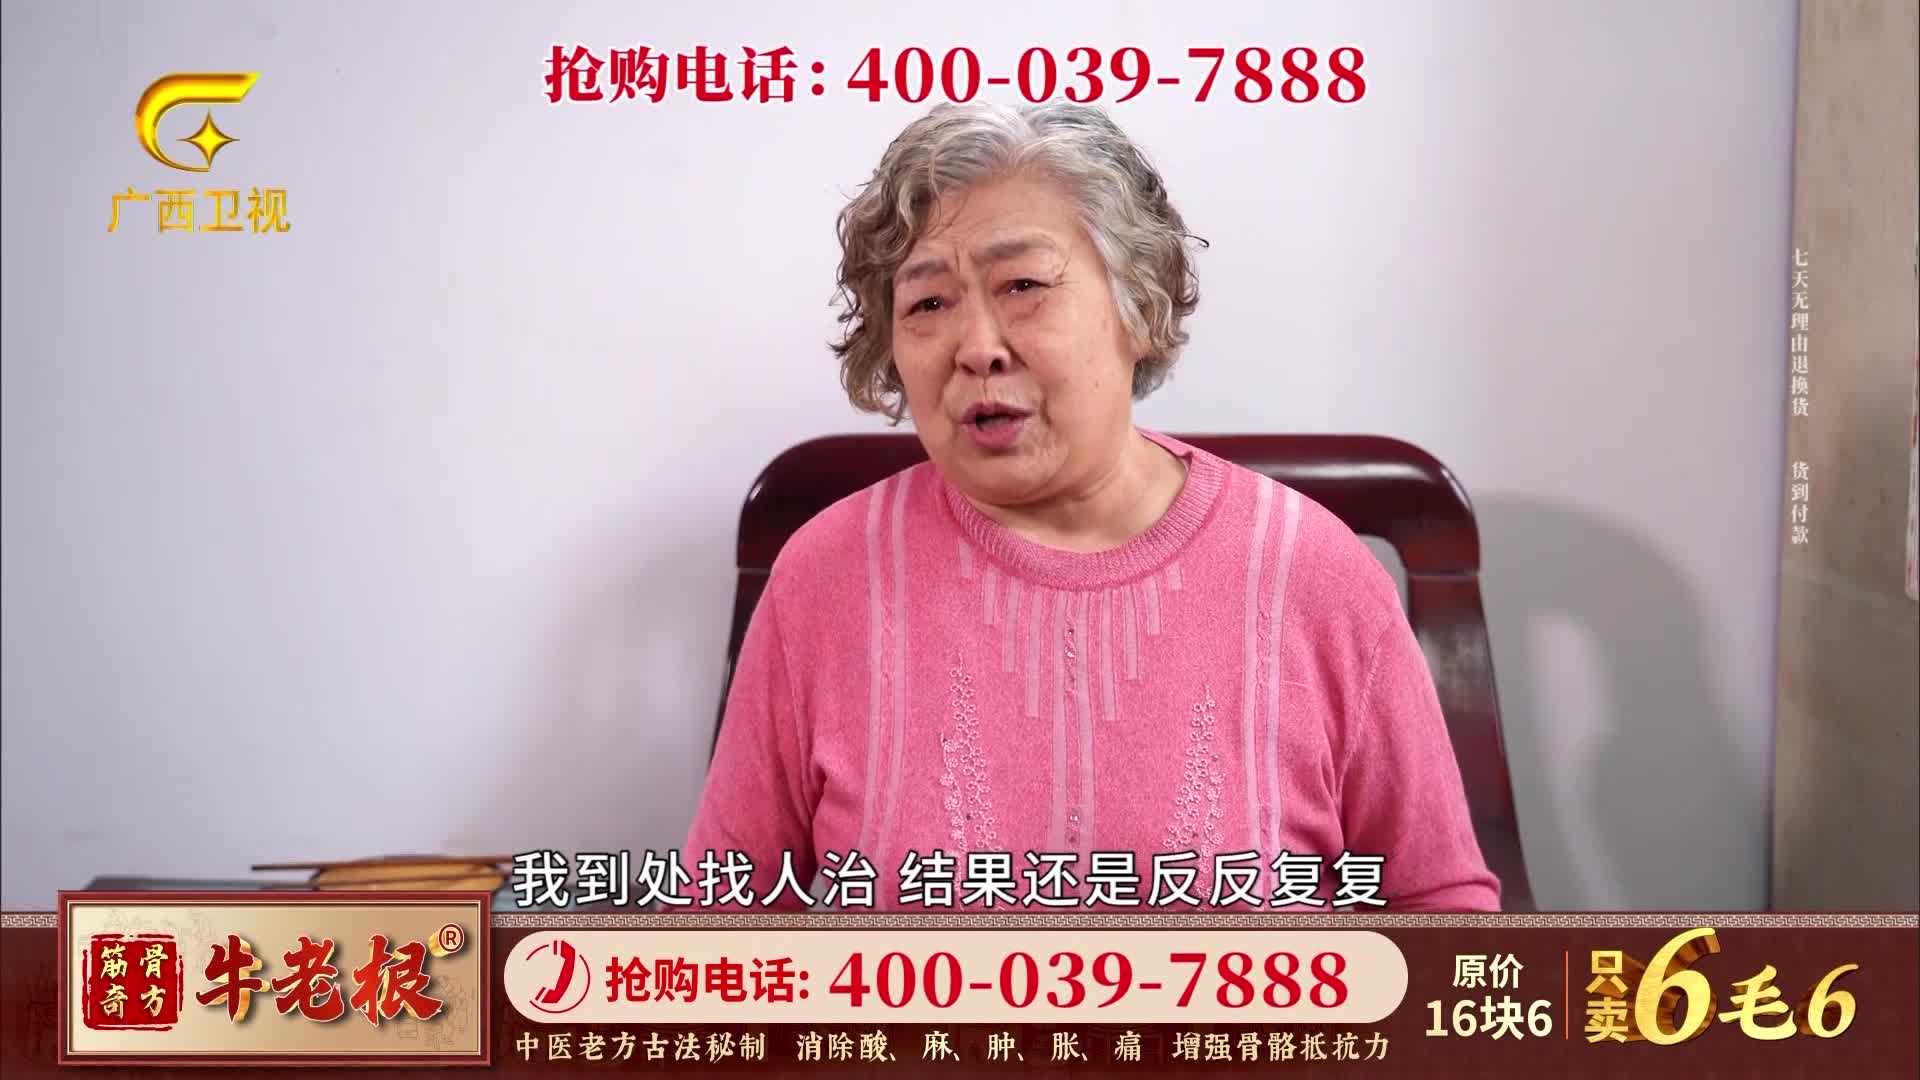 抢购电话：400-039-7888
广西卫视
七天无理由退换货 货到付款
我到处找人治 结果还是反反复复
筋骨奇方
牛老根®
抢购电话: 400-039-7888
中医老方古法秘制 消除酸、麻、肿、胀、痛 增强骨骼抵抗力
原价
16块6
只卖6毛6